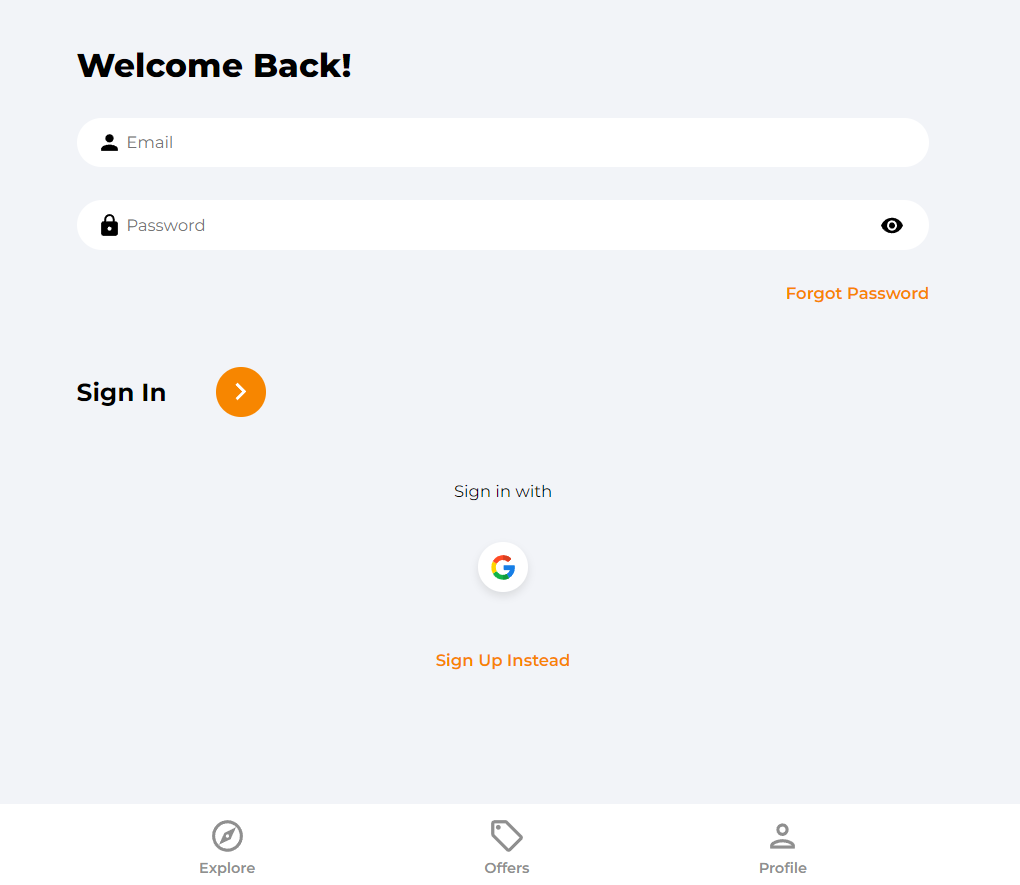 Welcome Back!
Email
Password
Forgot Password
Sign In
Sign in with
Sign Up Instead
Explore
Offers
Profile